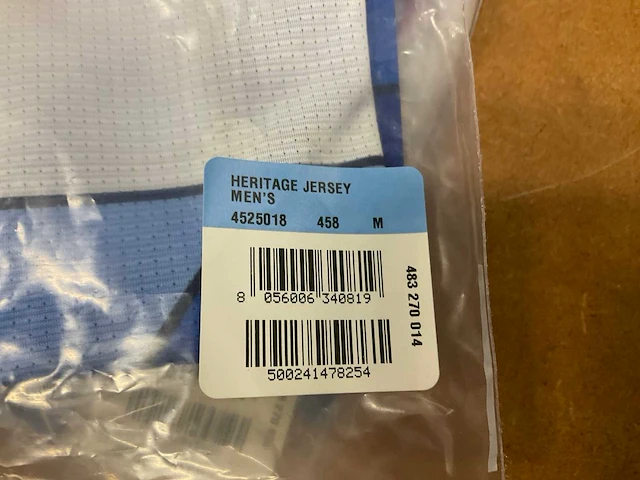 HERITAGE JERSEY
MEN'S
4525018 458 M
8 056006 340819
500241478254
483 270 014